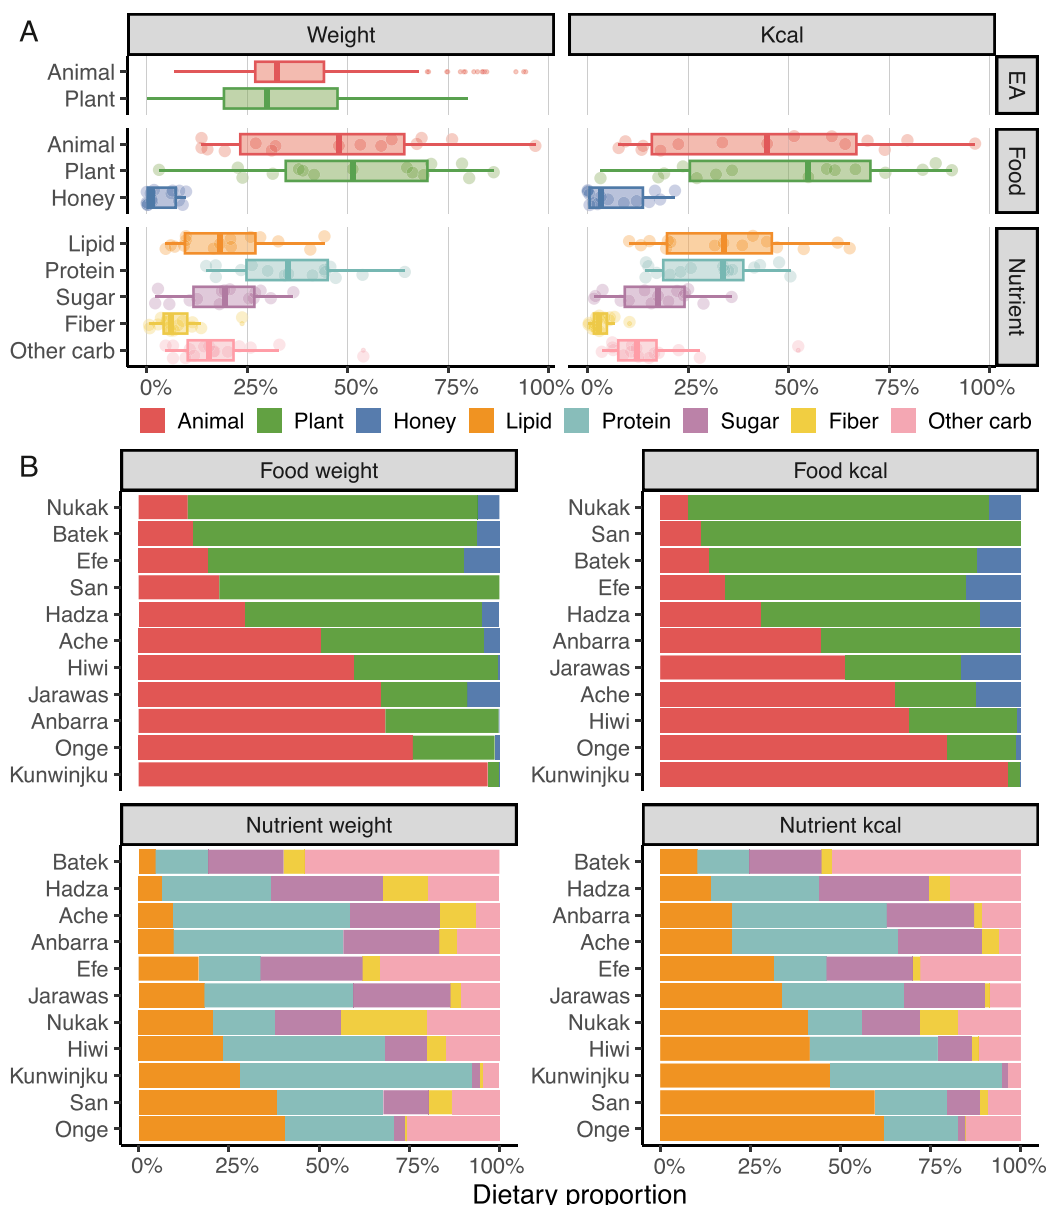 A
Weight
Kcal
Animal
Plant
EA
Animal
Plant
Honey
Food
Lipid
Protein
Sugar
Fiber
Other carb
Nutrient
0% 25% 50% 75% 100%
0% 25% 50% 75% 100%
Animal Plant Honey Lipid Protein Sugar Fiber Other carb
B
Food weight
Nukak
Batek
Efe
San
Hadza
Ache
Hiwi
Jarawas
Anbarra
Onge
Kunwinjku
Food kcal
Nukak
San
Batek
Efe
Hadza
Anbarra
Jarawas
Ache
Hiwi
Onge
Kunwinjku
Nutrient weight
Batek
Hadza
Ache
Anbarra
Efe
Jarawas
Nukak
Hiwi
Kunwinjku
San
Onge
0% 25% 50% 75% 100%
Nutrient kcal
Batek
Hadza
Anbarra
Ache
Efe
Jarawas
Nukak
Hiwi
Kunwinjku
San
Onge
0% 25% 50% 75% 100%
Dietary proportion